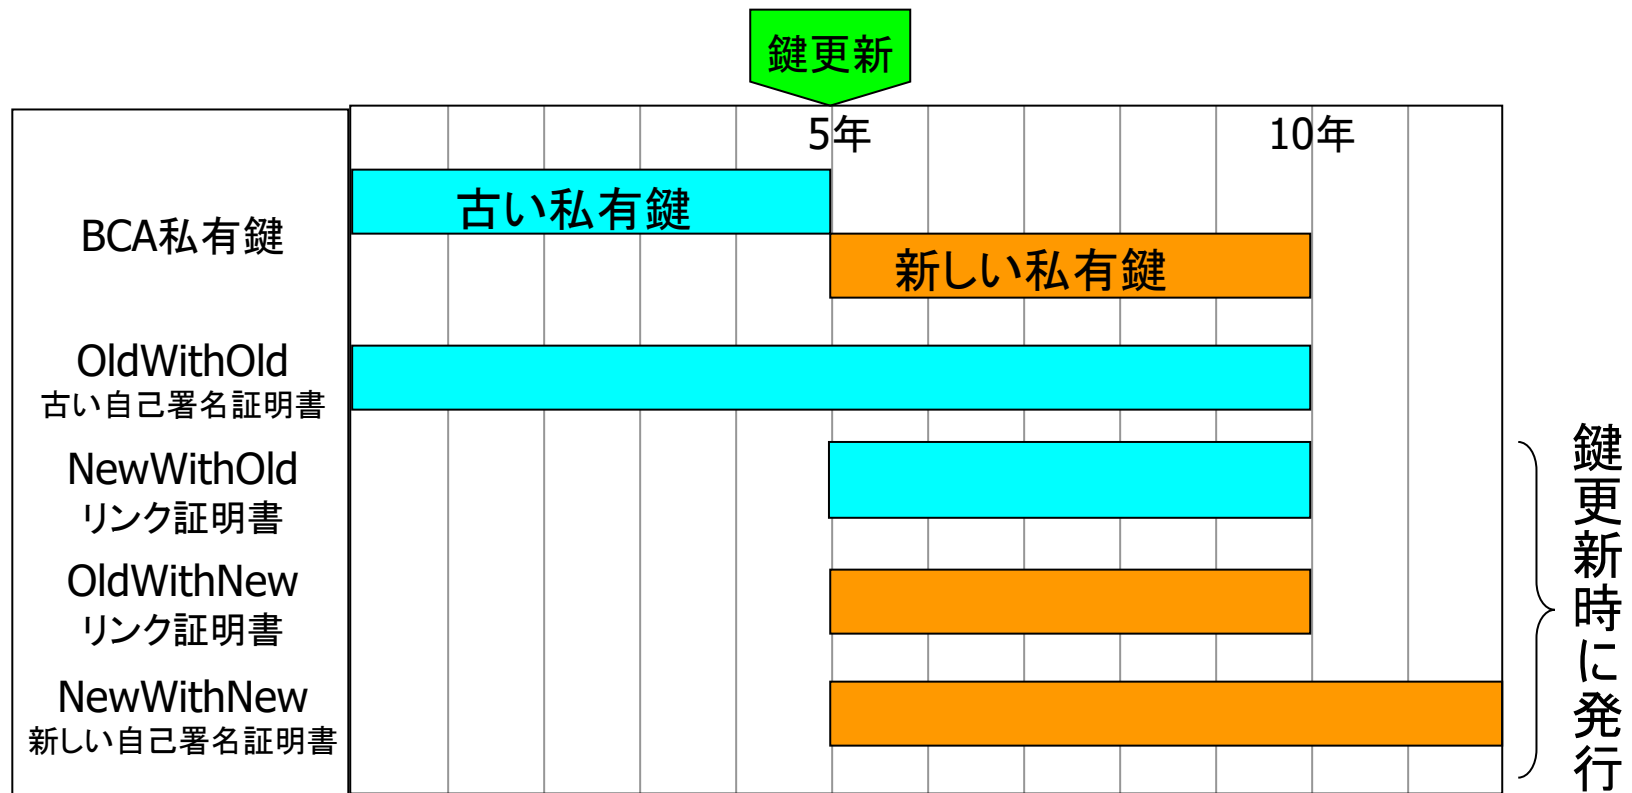 鍵更新
5年
10年
BCA私有鍵
古い私有鍵
新しい私有鍵
OldWithOld
古い自己署名証明書
NewWithOld
リンク証明書
OldWithNew
リンク証明書
NewWithNew
新しい自己署名証明書
鍵更新時に発行